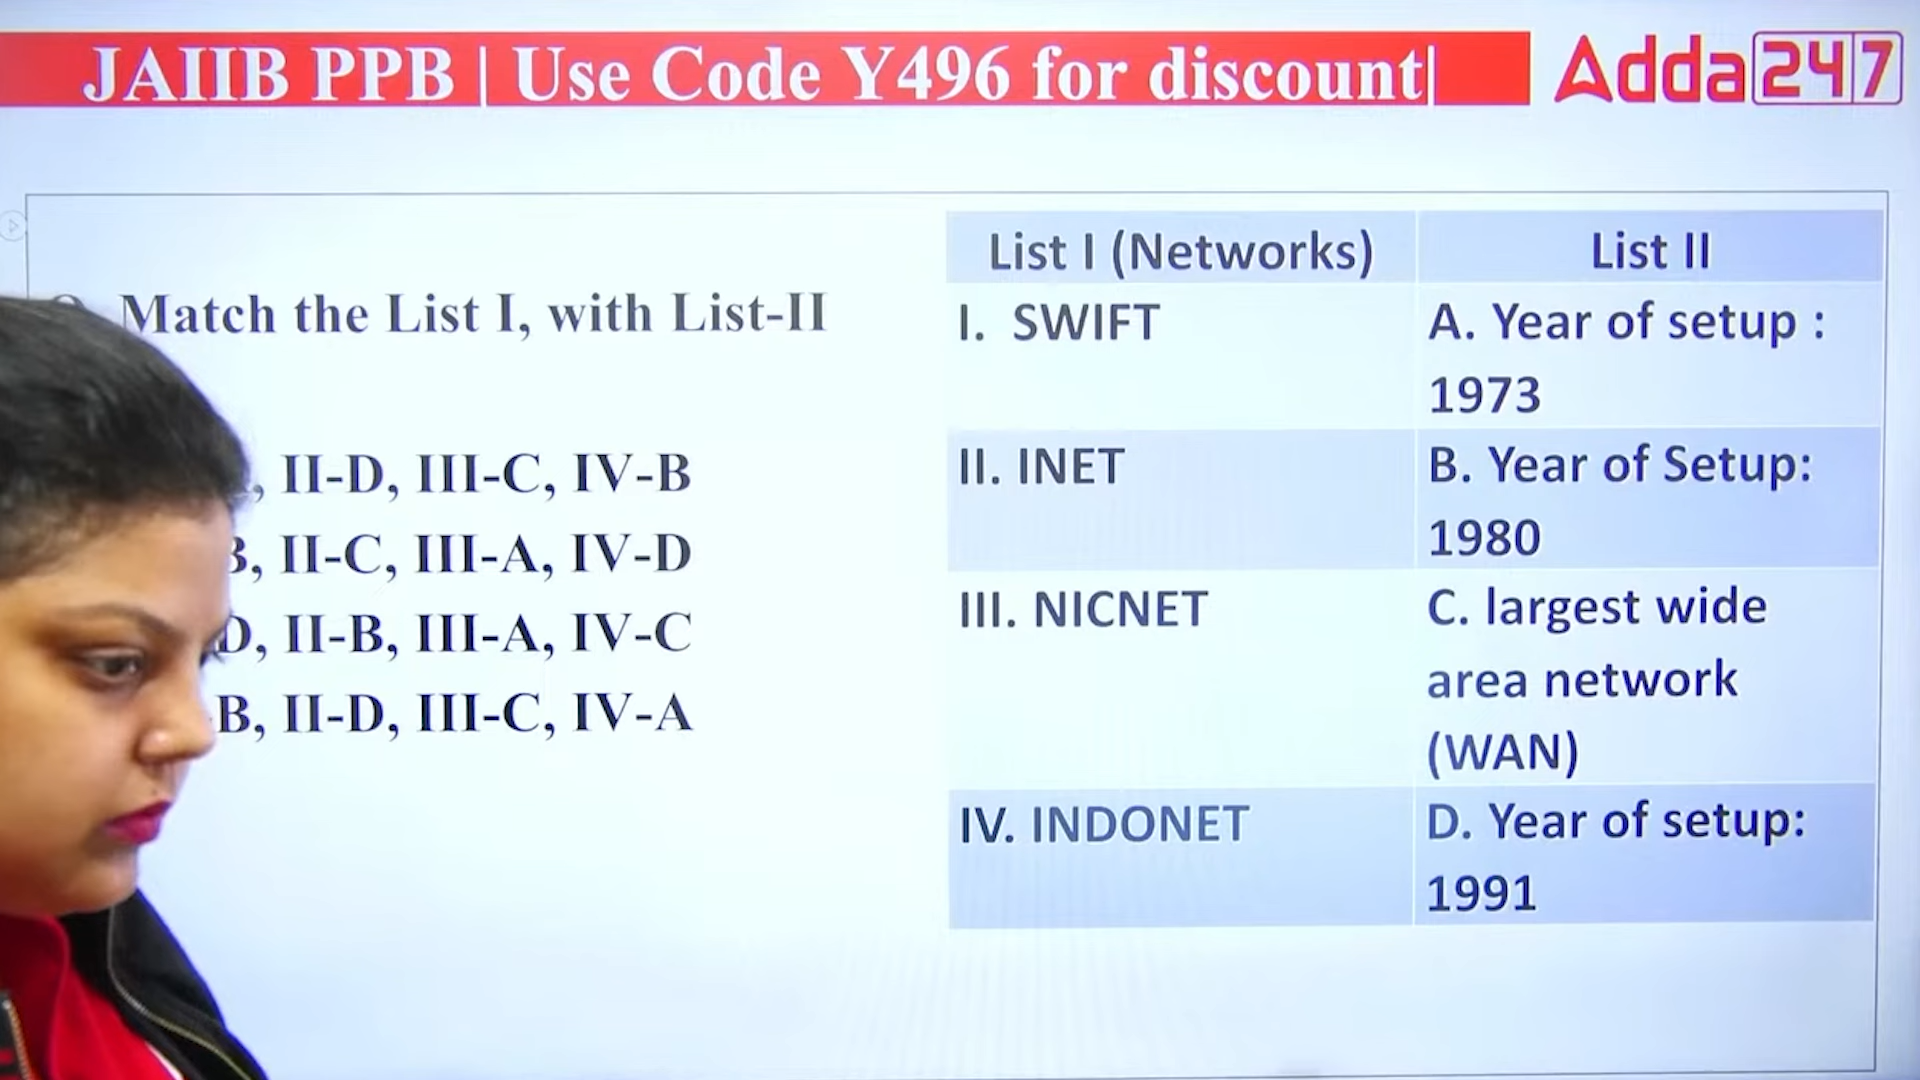 JAIIB PPB | Use Code Y496 for discount|
Adda247
Match the List I, with List-II
, II-D, III-C, IV-B
B, II-C, III-A, IV-D
D, II-B, III-A, IV-C
B, II-D, III-C, IV-A
List I (Networks) List II
I. SWIFT A. Year of setup :
1973
II. INET B. Year of Setup:
1980
III. NICNET C. largest wide
area network
(WAN)
IV. INDONET D. Year of setup:
1991